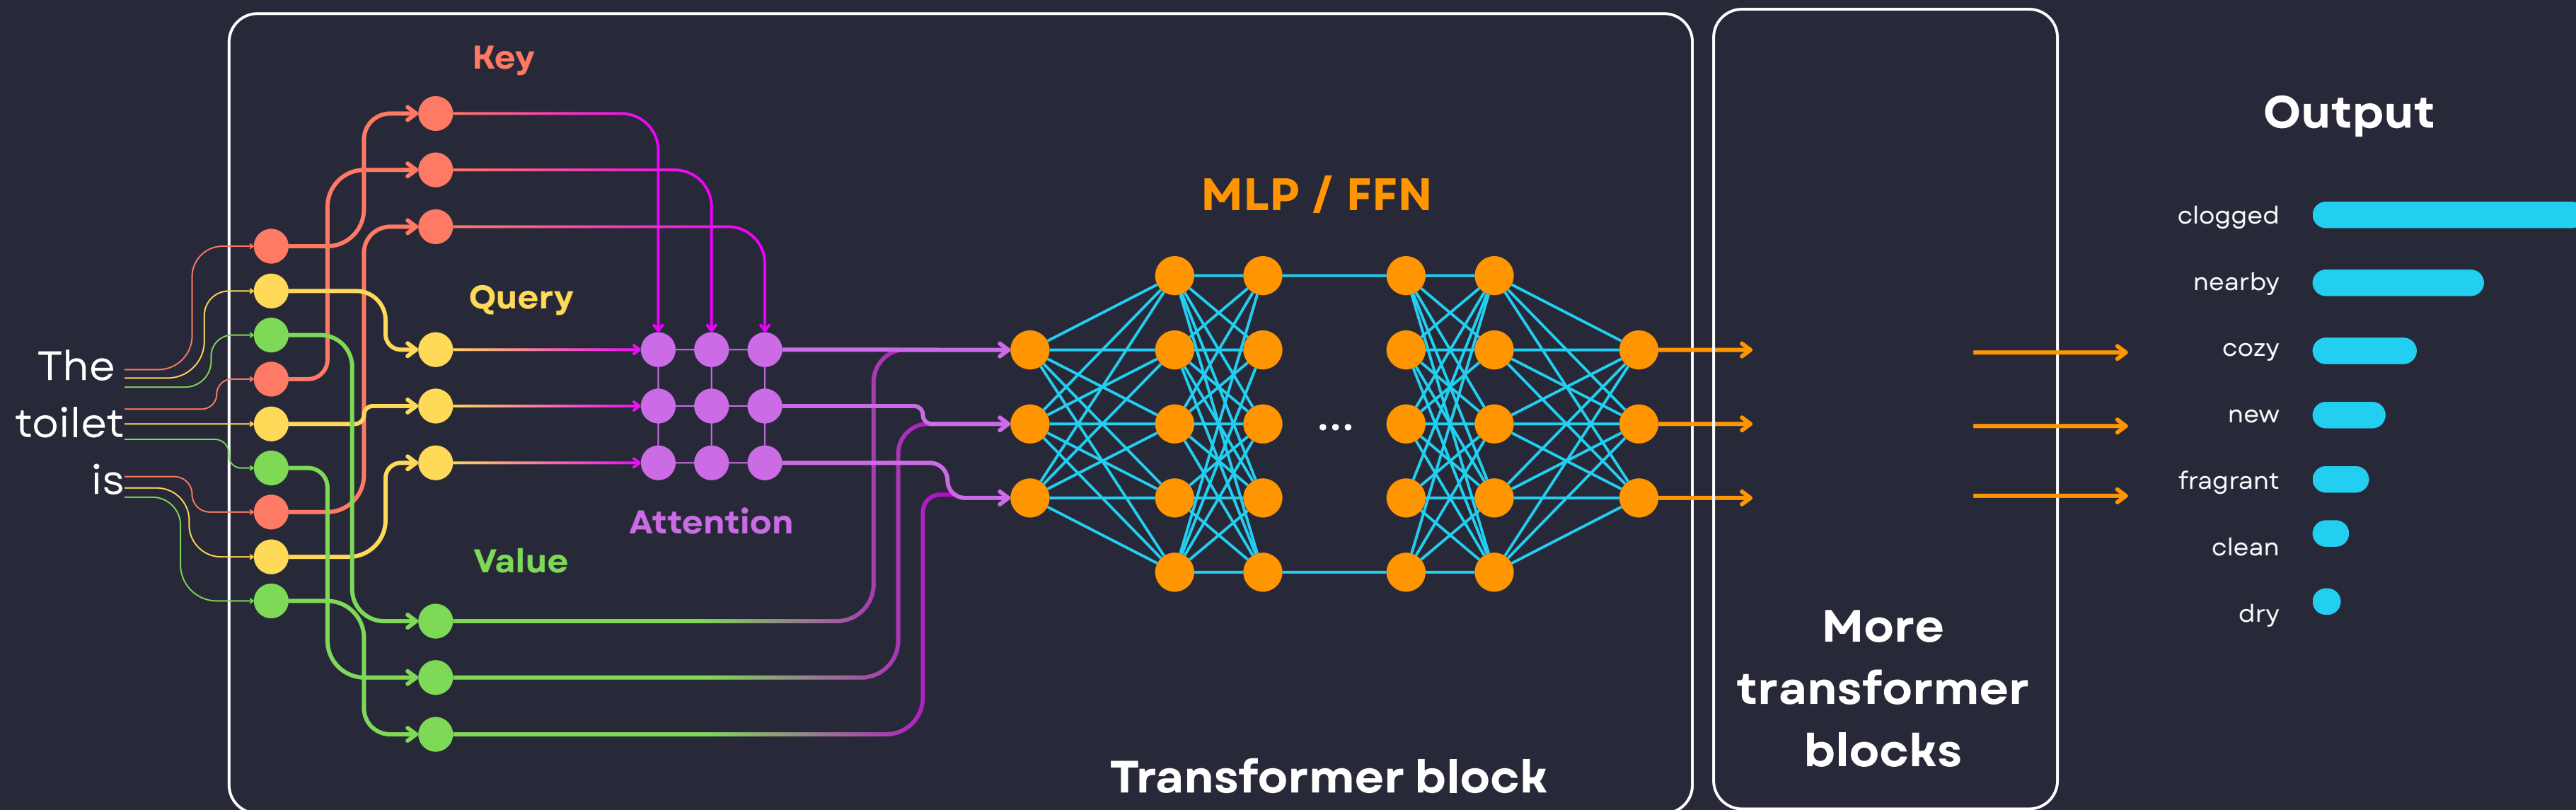 The
toilet
is
Key
Query
Value
Attention
MLP / FFN
...
Transformer block
More
transformer
blocks
Output
clogged
nearby
cozy
new
fragrant
clean
dry